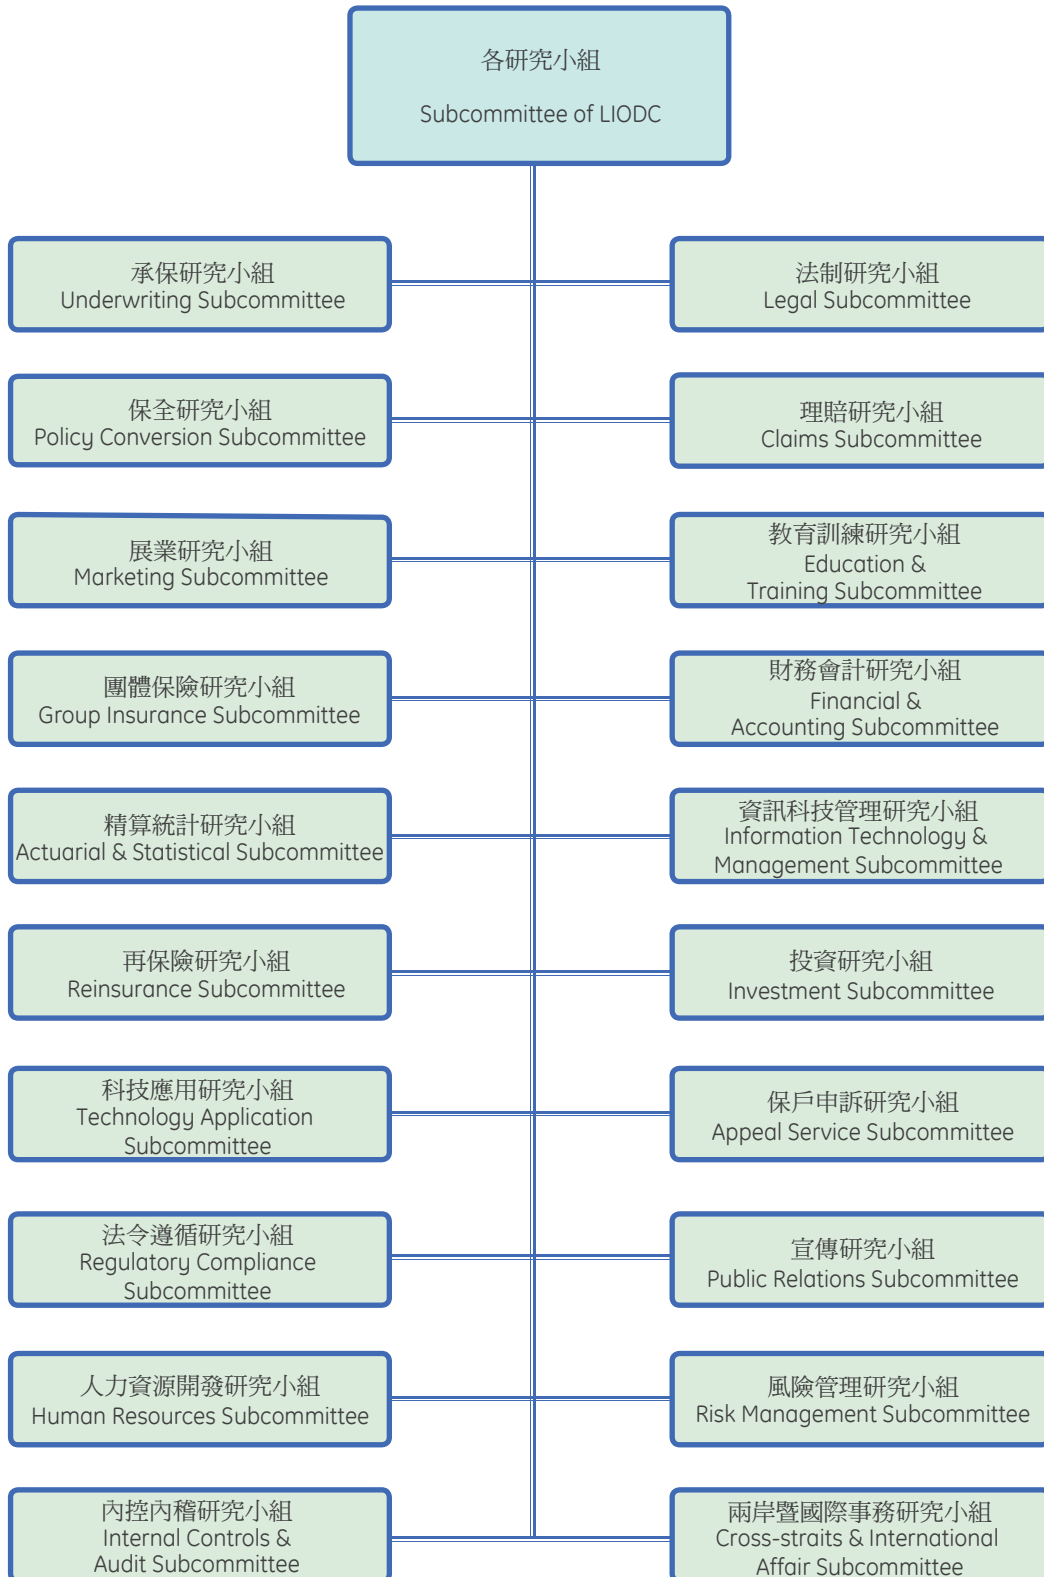 各研究小組
Subcommittee of LIODC
承保研究小組
Underwriting Subcommittee
法制研究小組
Legal Subcommittee
保全研究小組
Policy Conversion Subcommittee
理賠研究小組
Claims Subcommittee
展業研究小組
Marketing Subcommittee
教育訓練研究小組
Education &
Training Subcommittee
團體保險研究小組
Group Insurance Subcommittee
財務會計研究小組
Financial &
Accounting Subcommittee
精算統計研究小組
Actuarial & Statistical Subcommittee
資訊科技管理研究小組
Information Technology &
Management Subcommittee
再保險研究小組
Reinsurance Subcommittee
投資研究小組
Investment Subcommittee
科技應用研究小組
Technology Application
Subcommittee
保戶申訴研究小組
Appeal Service Subcommittee
法令遵循研究小組
Regulatory Compliance
Subcommittee
宣傳研究小組
Public Relations Subcommittee
人力資源開發研究小組
Human Resources Subcommittee
風險管理研究小組
Risk Management Subcommittee
內控內稽研究小組
Internal Controls &
Audit Subcommittee
兩岸暨國際事務研究小組
Cross-straits & International
Affair Subcommittee